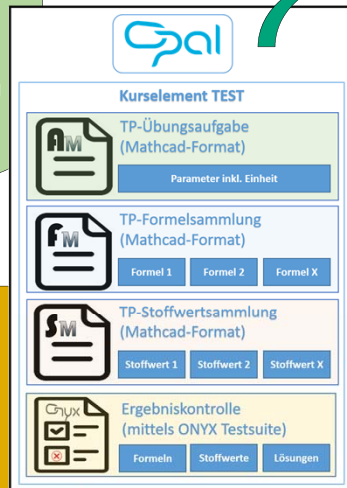 Opal
Kurselement TEST
AM
TP-Übungsaufgabe
(Mathcad-Format)
Parameter inkl. Einheit
FM
TP-Formelsammlung
(Mathcad-Format)
Formel 1
Formel 2
Formel X
SM
TP-Stoffwertsammlung
(Mathcad-Format)
Stoffwert 1
Stoffwert 2
Stoffwert X
Onyx
Ergebniskontrolle
(mittels ONYX Testsuite)
Formeln
Stoffwerte
Lösungen